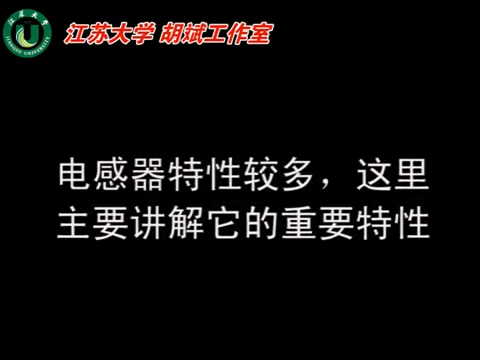 江苏大学 胡斌工作室
电感器特性较多，这里
主要讲解它的重要特性